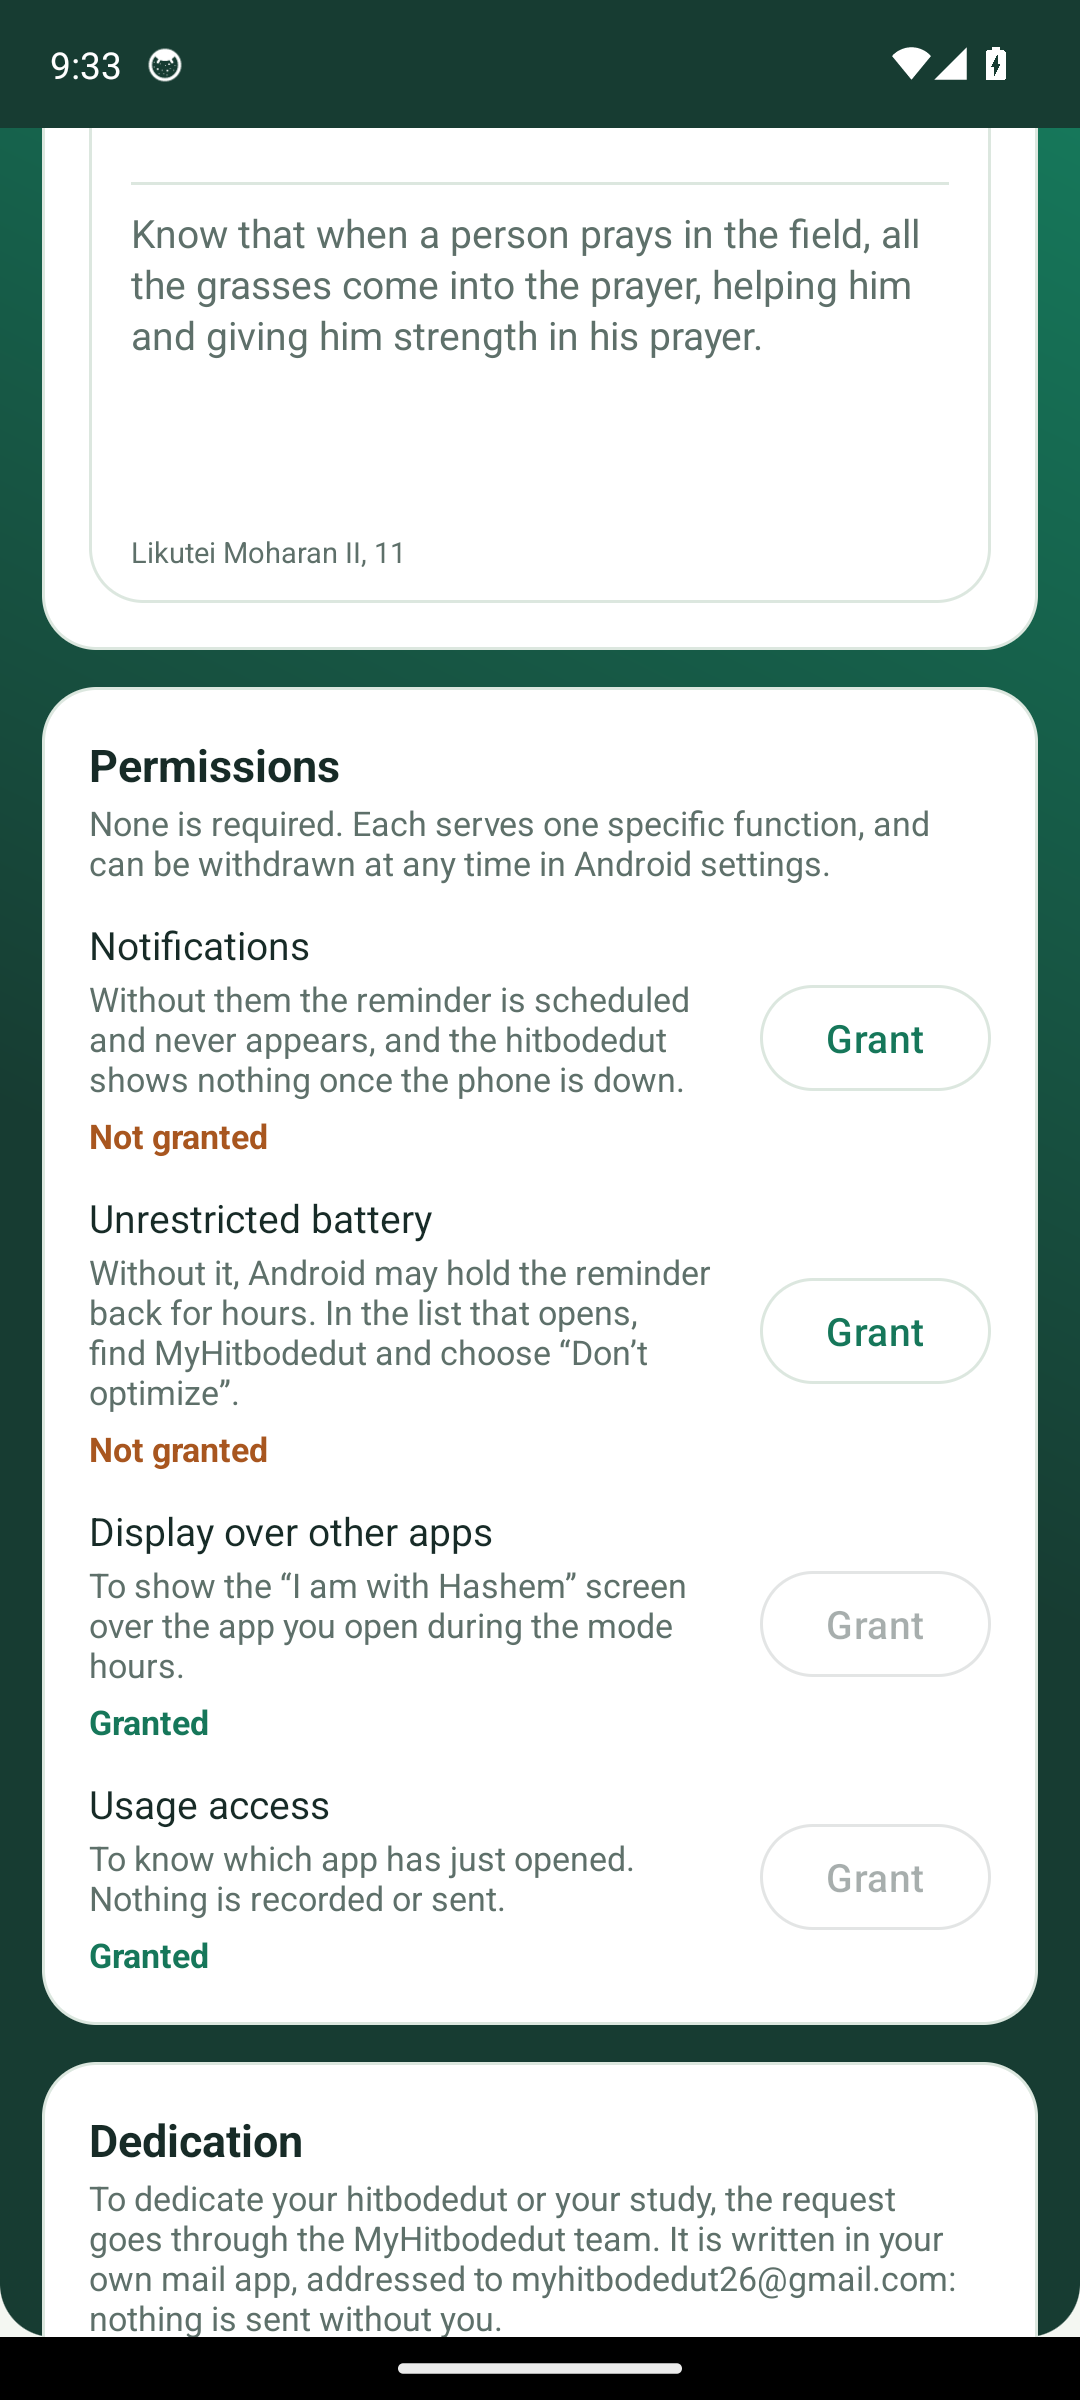 9:33
Know that when a person prays in the field, all
the grasses come into the prayer, helping him
and giving him strength in his prayer.
Likutei Moharan II, 11
Permissions
None is required. Each serves one specific function, and
can be withdrawn at any time in Android settings.
Notifications
Without them the reminder is scheduled
and never appears, and the hitbodedut
shows nothing once the phone is down.
Not granted
Grant
Unrestricted battery
Without it, Android may hold the reminder
back for hours. In the list that opens,
find MyHitbodedut and choose “Don’t
optimize”.
Not granted
Grant
Display over other apps
To show the “I am with Hashem” screen
over the app you open during the mode
hours.
Granted
Grant
Usage access
To know which app has just opened.
Nothing is recorded or sent.
Granted
Grant
Dedication
To dedicate your hitbodedut or your study, the request
goes through the MyHitbodedut team. It is written in your
own mail app, addressed to myhitbodedut26@gmail.com:
nothing is sent without you.